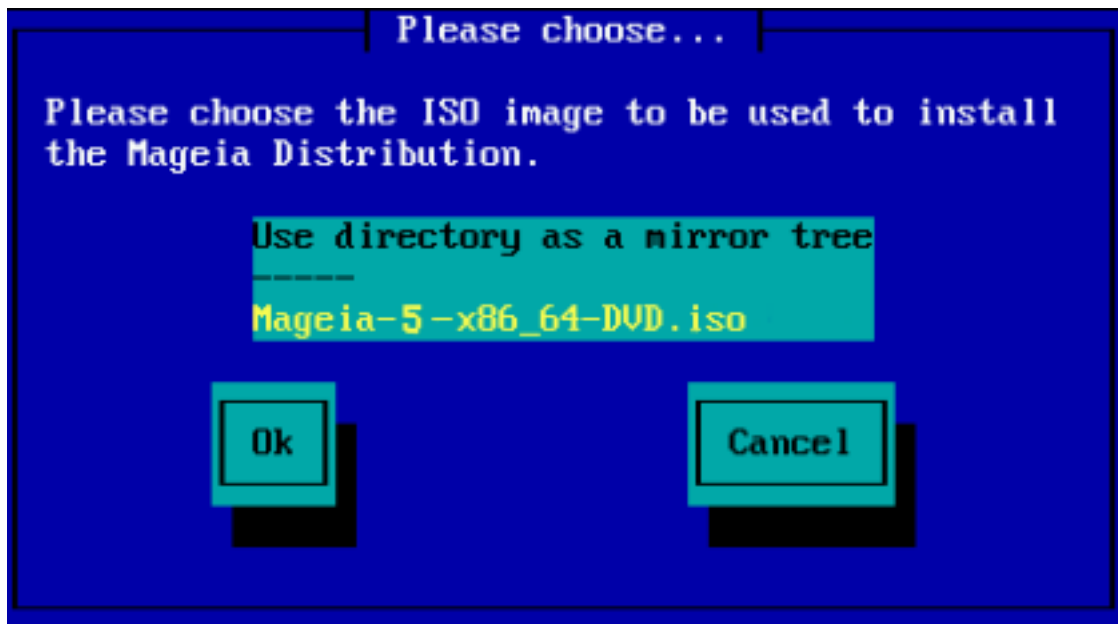 Please choose...
Please choose the ISO image to be used to install
the Mageia Distribution.
Use directory as a mirror tree
-----
Mageia-5-x86_64-DVD.iso
Ok
Cancel